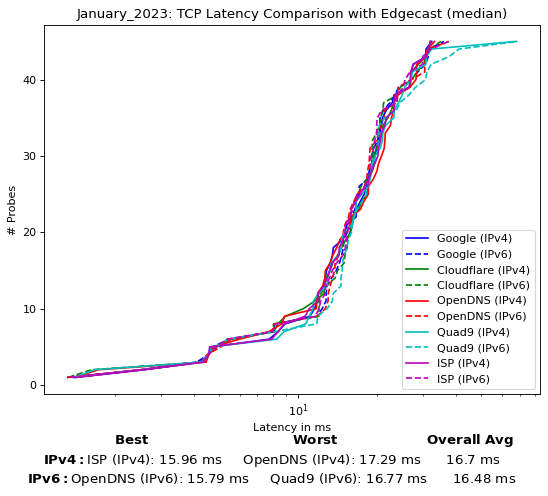 January_2023: TCP Latency Comparison with Edgecast (median)
40
30
20
10
0
# Probes
Google (IPv4)
Google (IPv6)
Cloudflare (IPv4)
Cloudflare (IPv6)
OpenDNS (IPv4)
OpenDNS (IPv6)
Quad9 (IPv4)
Quad9 (IPv6)
ISP (IPv4)
ISP (IPv6)
10¹
Latency in ms
Best Worst Overall Avg
IPv4: ISP (IPv4): 15.96 ms OpenDNS (IPv4): 17.29 ms 16.7 ms
IPv6: OpenDNS (IPv6): 15.79 ms Quad9 (IPv6): 16.77 ms 16.48 ms